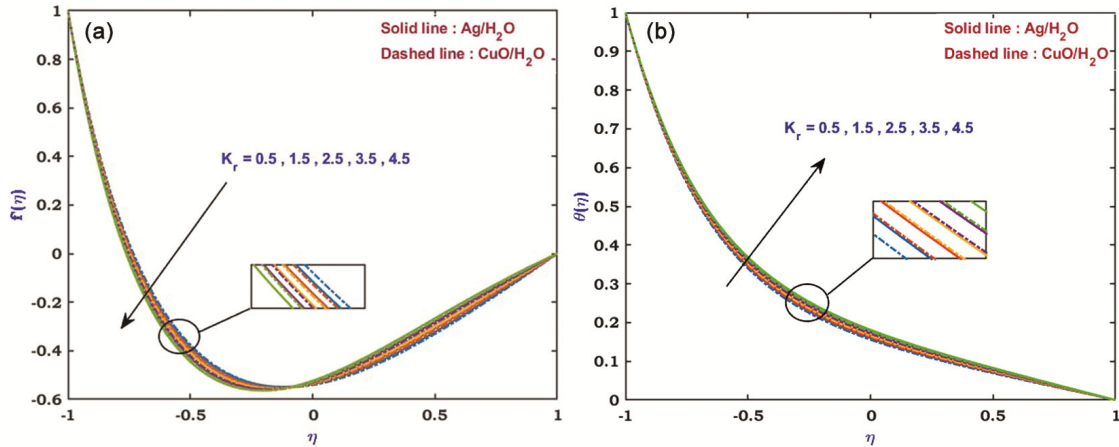 (a)
Solid line : Ag/H₂O
Dashed line : CuO/H₂O
Kᵣ = 0.5 , 1.5 , 2.5 , 3.5 , 4.5
f'(η)
1
0.8
0.6
0.4
0.2
0
-0.2
-0.4
-0.6
-1
-0.5
0
0.5
1
η
(b)
Solid line : Ag/H₂O
Dashed line : CuO/H₂O
Kᵣ = 0.5 , 1.5 , 2.5 , 3.5 , 4.5
θ(η)
1
0.9
0.8
0.7
0.6
0.5
0.4
0.3
0.2
0.1
0
-1
-0.5
0
0.5
1
η